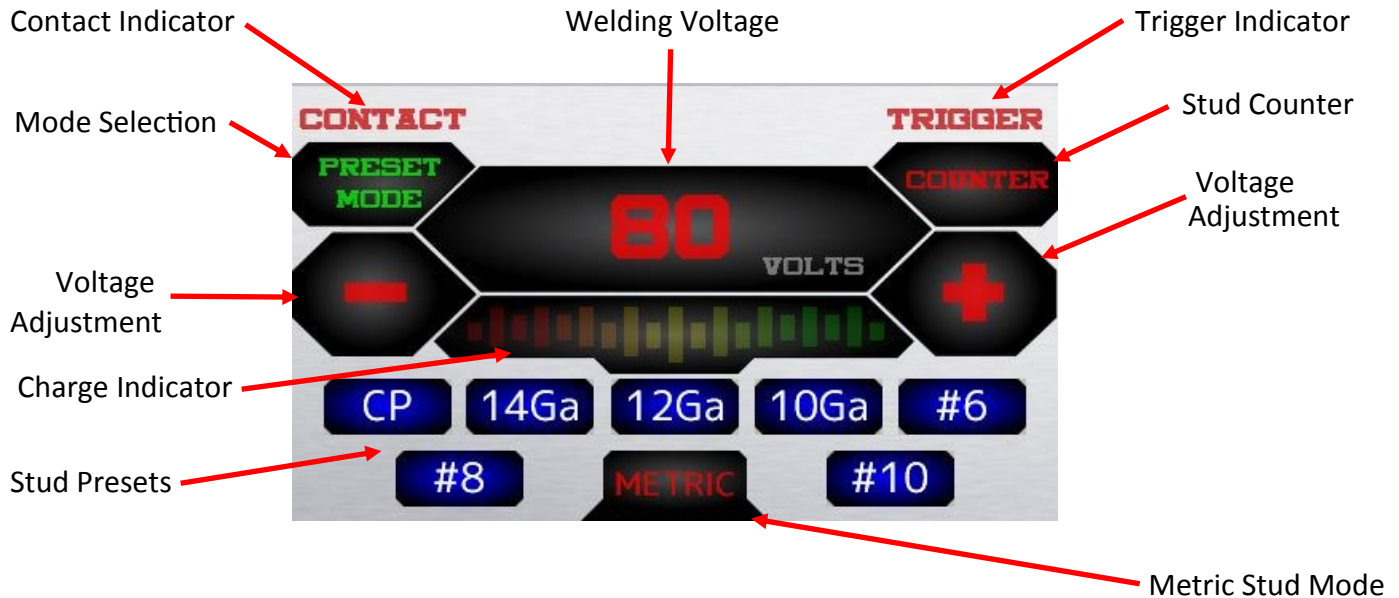 Contact Indicator
Welding Voltage
Trigger Indicator
Mode Selection
CONTACT
TRIGGER
Stud Counter
PRESET
MODE
COUNTER
Voltage
Adjustment
80
VOLTS
Voltage
Adjustment
-
+
Charge Indicator
CP
14Ga
12Ga
10Ga
#6
Stud Presets
#8
METRIC
#10
Metric Stud Mode